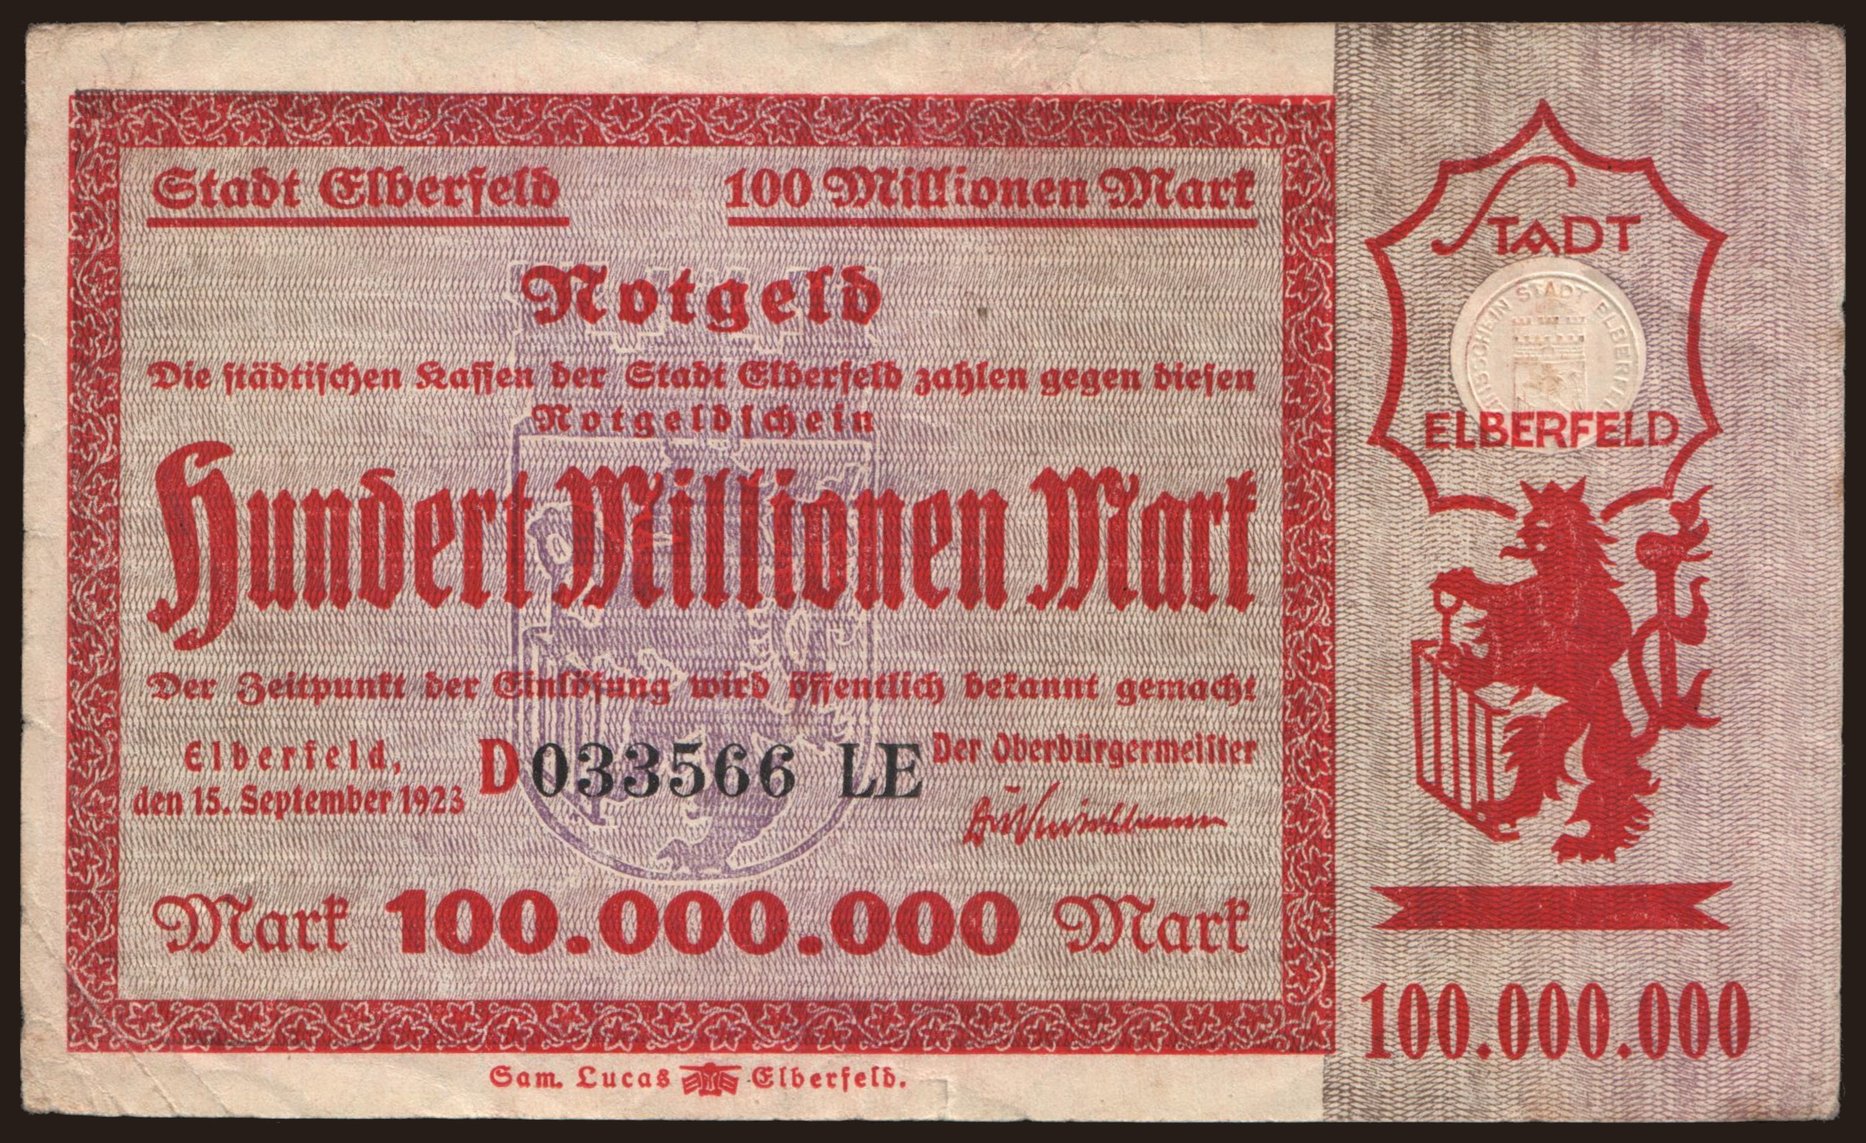 Stadt Elberfeld
100 Millionen Mark
Notgeld
Die städtischen Kassen der Stadt Elberfeld zahlen gegen diesen
Notgeldschein
Hundert Millionen Mark
Der Zeitpunkt der Einlösung wird öffentlich bekannt gemacht
Elberfeld,
den 15. September 1923
D 033566 LE
Der Oberbürgermeister
Mark 100.000.000 Mark
Sam. Lucas Elberfeld.
STADT
STADT ELBERFELD
ELBERFELD
100.000.000